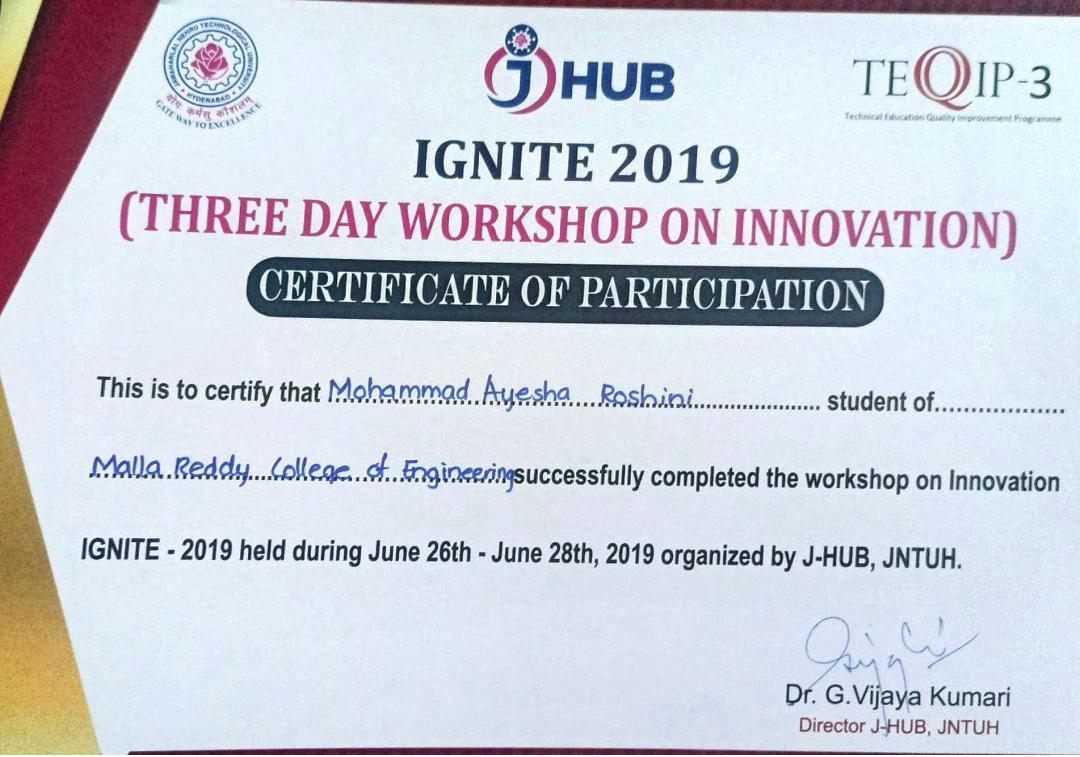 JAWAHARLAL NEHRU TECHNOLOGICAL UNIVERSITY
HYDERABAD
योगः कर्मसु कौशलम्
GATE WAY TO EXCELLENCE
J HUB
TEQIP-3
Technical Education Quality Improvement Programme
IGNITE 2019
(THREE DAY WORKSHOP ON INNOVATION)
CERTIFICATE OF PARTICIPATION
This is to certify that Mohammad Ayesha Roshini student of
Malla Reddy College of Engineering successfully completed the workshop on Innovation
IGNITE - 2019 held during June 26th - June 28th, 2019 organized by J-HUB, JNTUH.
Dr. G.Vijaya Kumari
Director J-HUB, JNTUH